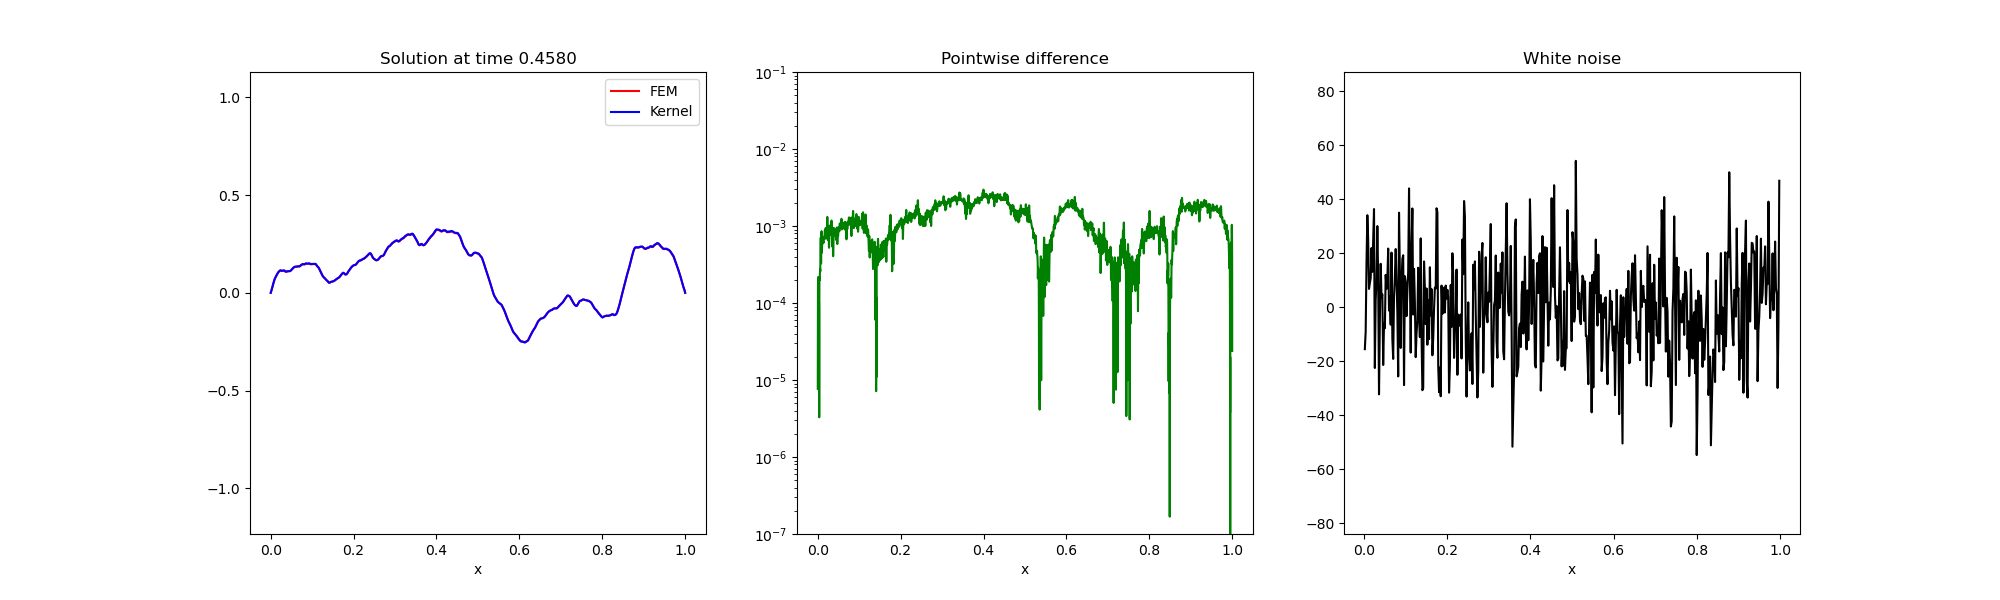 Solution at time 0.4580
1.0
0.5
0.0
−0.5
−1.0
0.0 0.2 0.4 0.6 0.8 1.0
x
FEM
Kernel
Pointwise difference
10⁻¹
10⁻²
10⁻³
10⁻⁴
10⁻⁵
10⁻⁶
10⁻⁷
0.0 0.2 0.4 0.6 0.8 1.0
x
White noise
80
60
40
20
0
−20
−40
−60
−80
0.0 0.2 0.4 0.6 0.8 1.0
x